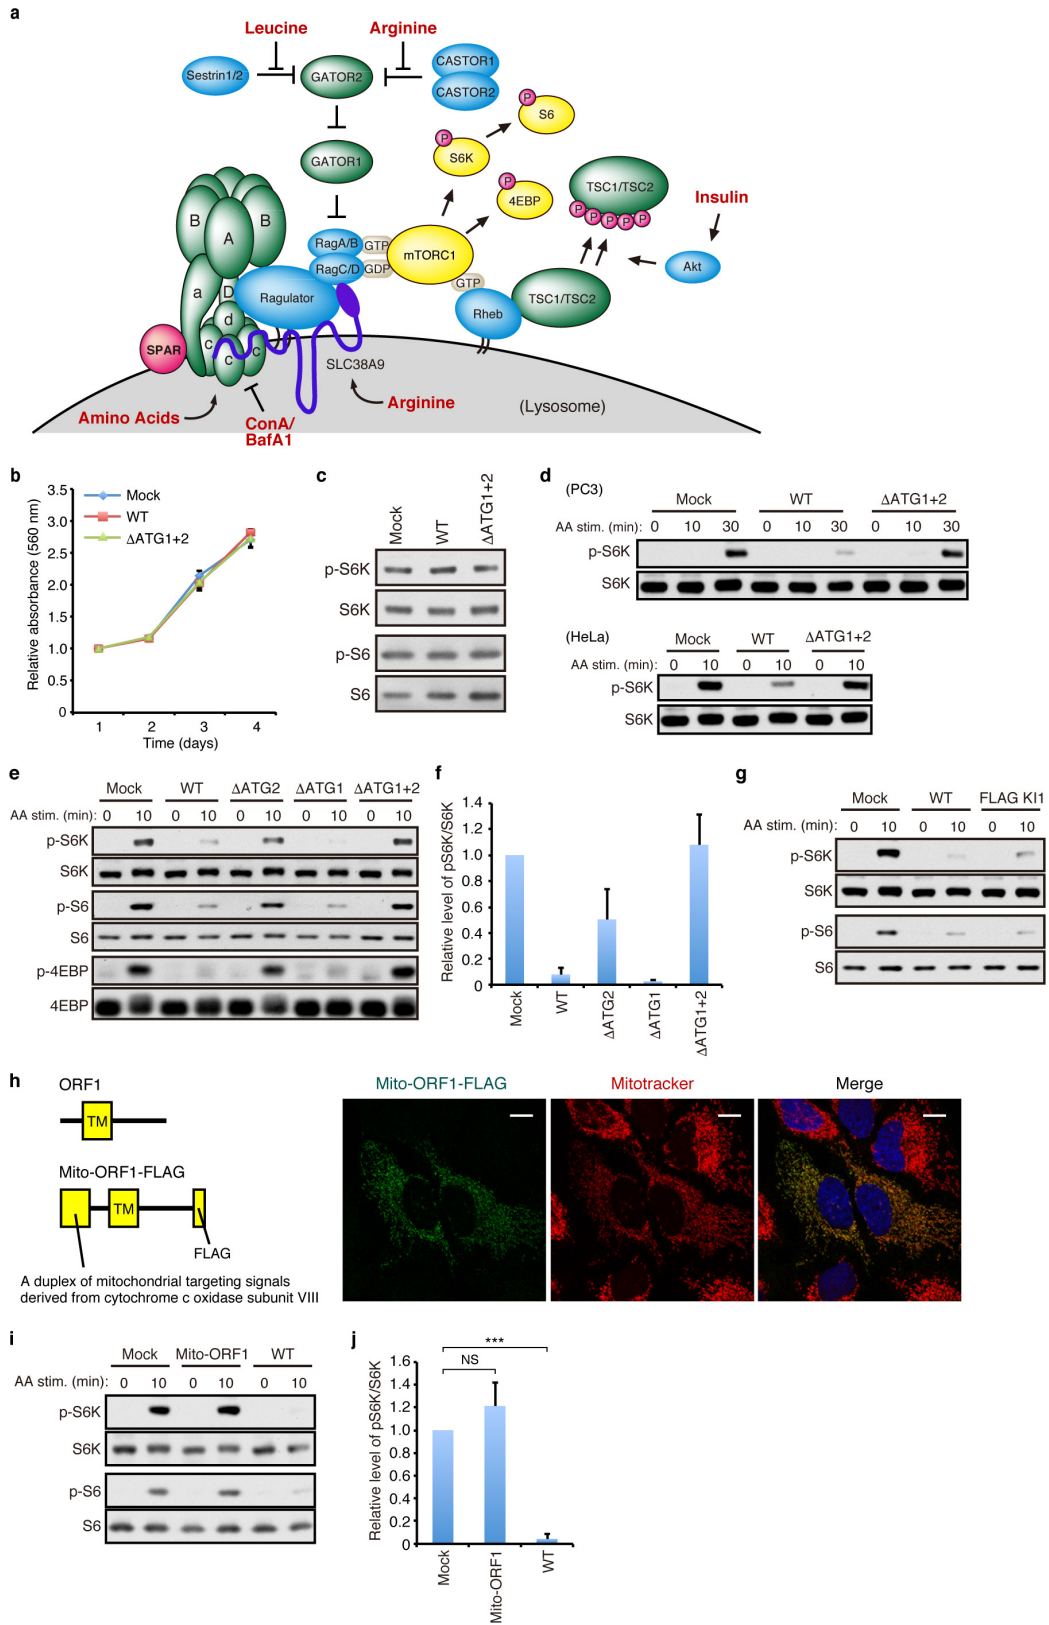 a
Leucine
Arginine
Sestrin1/2
GATOR2
CASTOR1
CASTOR2
P
S6
P
S6K
GATOR1
TSC1/TSC2
P
4EBP
P P P P P
Insulin
B
A
B
RagA/B
GTP
mTORC1
RagC/D
GDP
Akt
GTP
a
D
Ragulator
TSC1/TSC2
Rheb
d
SPAR
c
c
c
SLC38A9
Amino Acids
Arginine
(Lysosome)
ConA/
BafA1
b
Relative absorbance (560 nm)
3.5
3.0
2.5
2.0
1.5
1.0
0.5
0
Mock
WT
ΔATG1+2
1 2 3 4
Time (days)
c
Mock
WT
ΔATG1+2
p-S6K
S6K
p-S6
S6
d
(PC3)
Mock WT ΔATG1+2
AA stim. (min): 0 10 30 0 10 30 0 10 30
p-S6K
S6K
(HeLa)
Mock WT ΔATG1+2
AA stim. (min): 0 10 0 10 0 10
p-S6K
S6K
e
Mock WT ΔATG2 ΔATG1 ΔATG1+2
AA stim. (min) 0 10 0 10 0 10 0 10 0 10
p-S6K
S6K
p-S6
S6
p-4EBP
4EBP
f
Relative level of pS6K/S6K
1.4
1.2
1.0
0.8
0.6
0.4
0.2
0
Mock
WT
ΔATG2
ΔATG1
ΔATG1+2
g
Mock WT FLAG KI1
AA stim. (min): 0 10 0 10 0 10
p-S6K
S6K
p-S6
S6
h
ORF1
TM
Mito-ORF1-FLAG
TM
FLAG
A duplex of mitochondrial targeting signals
derived from cytochrome c oxidase subunit VIII
Mito-ORF1-FLAG
Mitotracker
Merge
i
Mock Mito-ORF1 WT
AA stim. (min): 0 10 0 10 0 10
p-S6K
S6K
p-S6
S6
j
Relative level of pS6K/S6K
1.6
1.4
1.2
1.0
0.8
0.6
0.4
0.2
0
***
NS
Mock
Mito-ORF1
WT